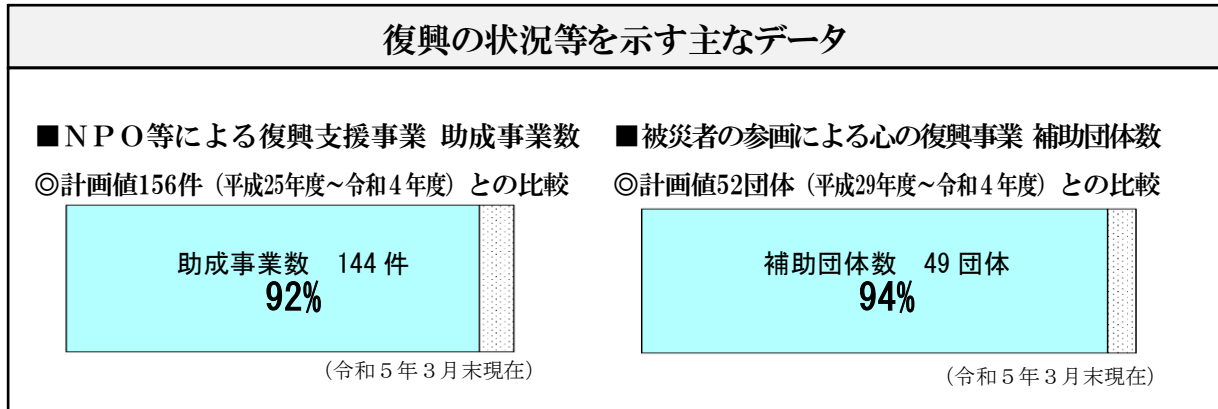 復興の状況等を示す主なデータ
■ＮＰＯ等による復興支援事業 助成事業数
◎計画値156件（平成25年度～令和４年度）との比較
助成事業数　144 件
92%
（令和５年３月末現在）
■被災者の参画による心の復興事業 補助団体数
◎計画値52団体（平成29年度～令和４年度）との比較
補助団体数　49 団体
94%
（令和５年３月末現在）